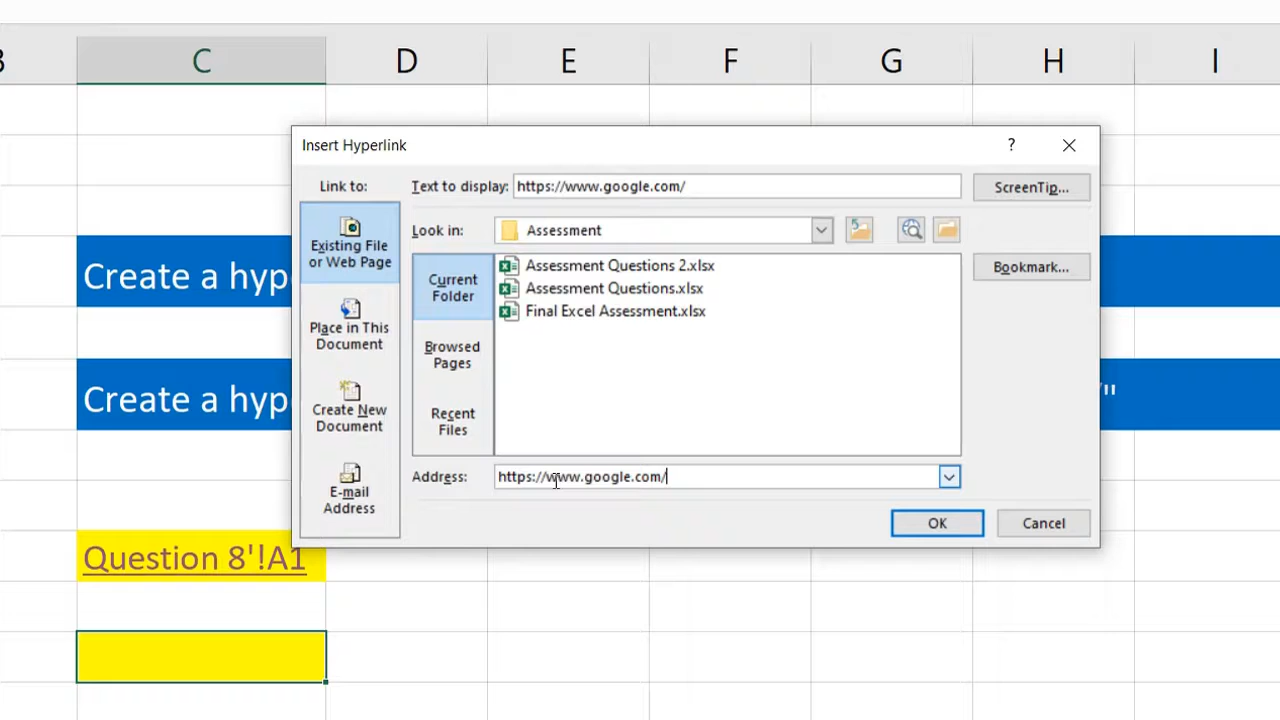 C D E F G H I
Insert Hyperlink ?
Link to: Text to display: https://www.google.com/ ScreenTip...
Existing File
or Web Page
Place in This
Document
Create New
Document
E-mail
Address
Look in: Assessment
Current
Folder
Browsed
Pages
Recent
Files
Assessment Questions 2.xlsx
Assessment Questions.xlsx
Final Excel Assessment.xlsx
Bookmark...
Address: https://www.google.com/
OK Cancel
Create a hype
Create a hype "
Question 8'!A1